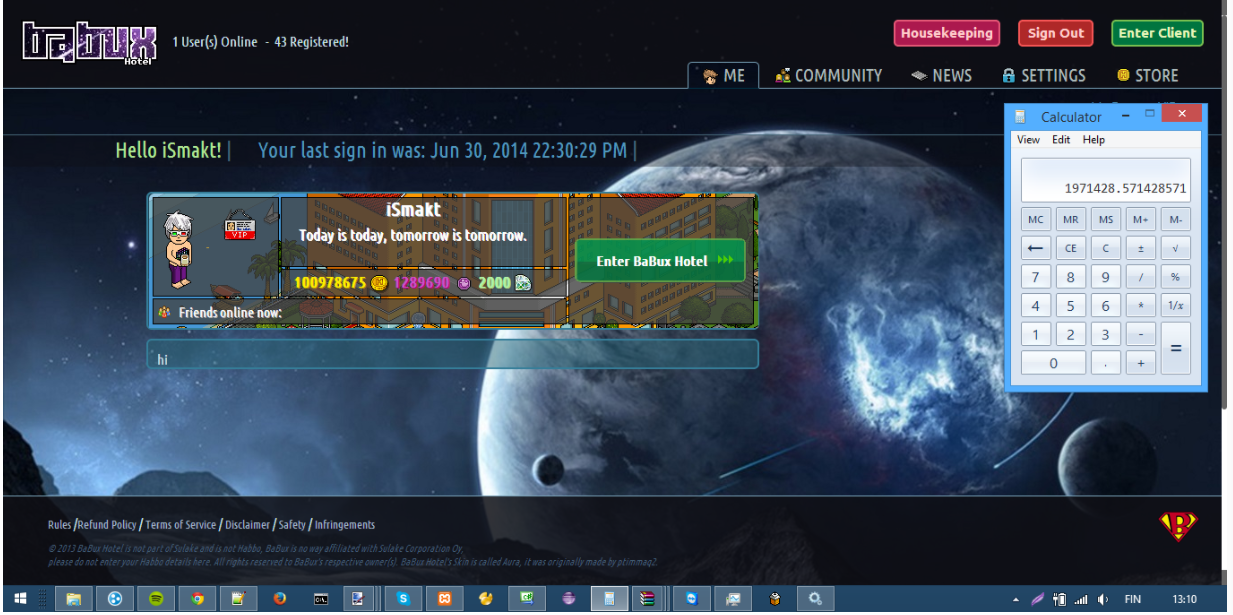 babux
Hotel
1 User(s) Online - 43 Registered!
Housekeeping
Sign Out
Enter Client
ME
COMMUNITY
NEWS
SETTINGS
STORE
Hello iSmakt! |
Your last sign in was: Jun 30, 2014 22:30:29 PM |
VIP
iSmakt
Today is today, tomorrow is tomorrow.
100978675
1289690
2000
Enter BaBux Hotel
Friends online now:
hi
Calculator
View Edit Help
1971428.571428571
MC MR MS M+ M-
← CE C ± √
7 8 9 / %
4 5 6 * 1/x
1 2 3 - =
0 . +
Rules /Refund Policy / Terms of Service / Disclaimer / Safety / Infringements
© 2013 BaBux Hotel is not part of Sulake and is not Habbo, BaBux is no way affiliated with Sulake Corporation Oy.
please do not enter your Habbo details here. All rights reserved to BaBux's respective owner(s). BaBux Hotel's Skin is called Aura, it was originally made by ptimmaq2.
B
FIN
13:10